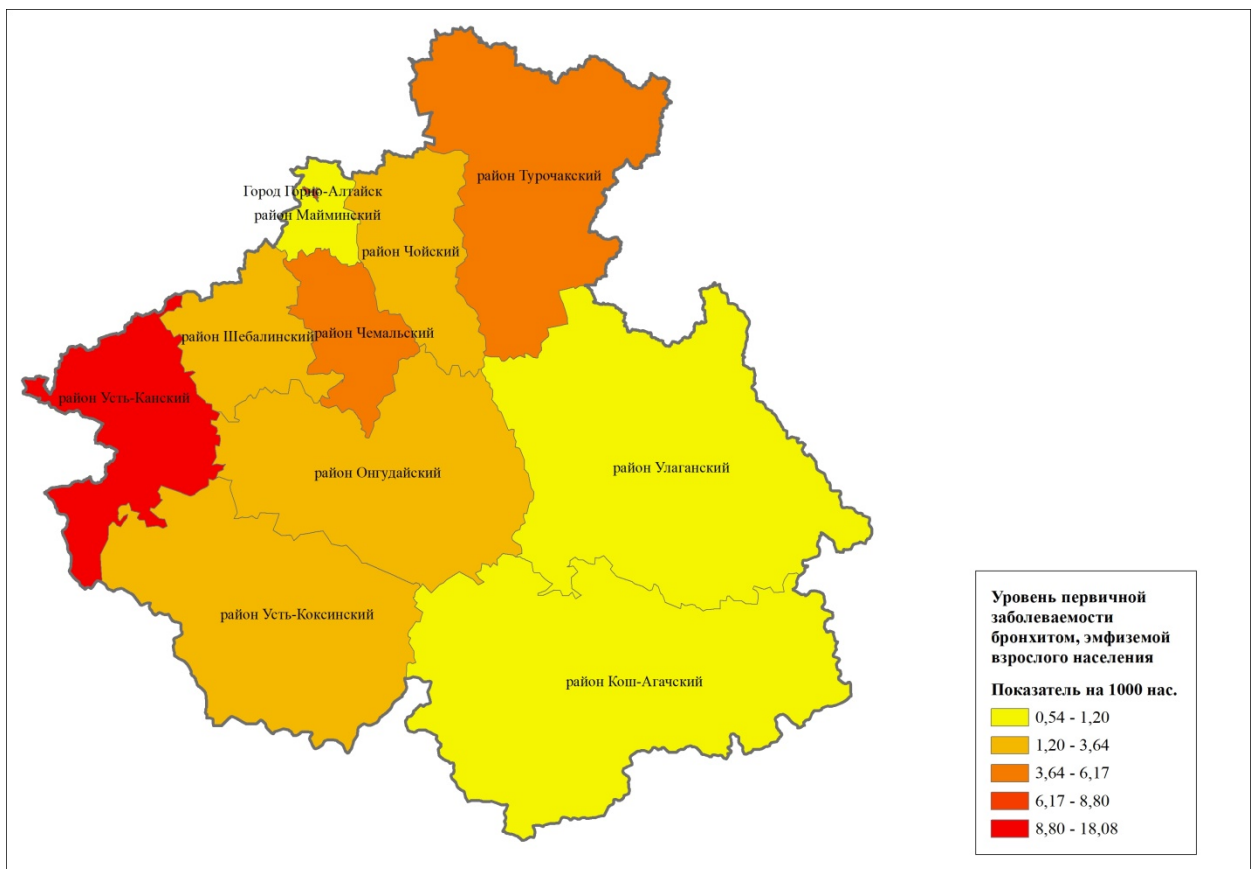 район Турочакский
Город Горно-Алтайск
район Майминский
район Чойский
район Шебалинский
район Чемальский
район Усть-Канский
район Онгудайский
район Улаганский
район Усть-Коксинский
район Кош-Агачский
Уровень первичной
заболеваемости
бронхитом, эмфиземой
взрослого населения
Показатель на 1000 нас.
0,54 - 1,20
1,20 - 3,64
3,64 - 6,17
6,17 - 8,80
8,80 - 18,08